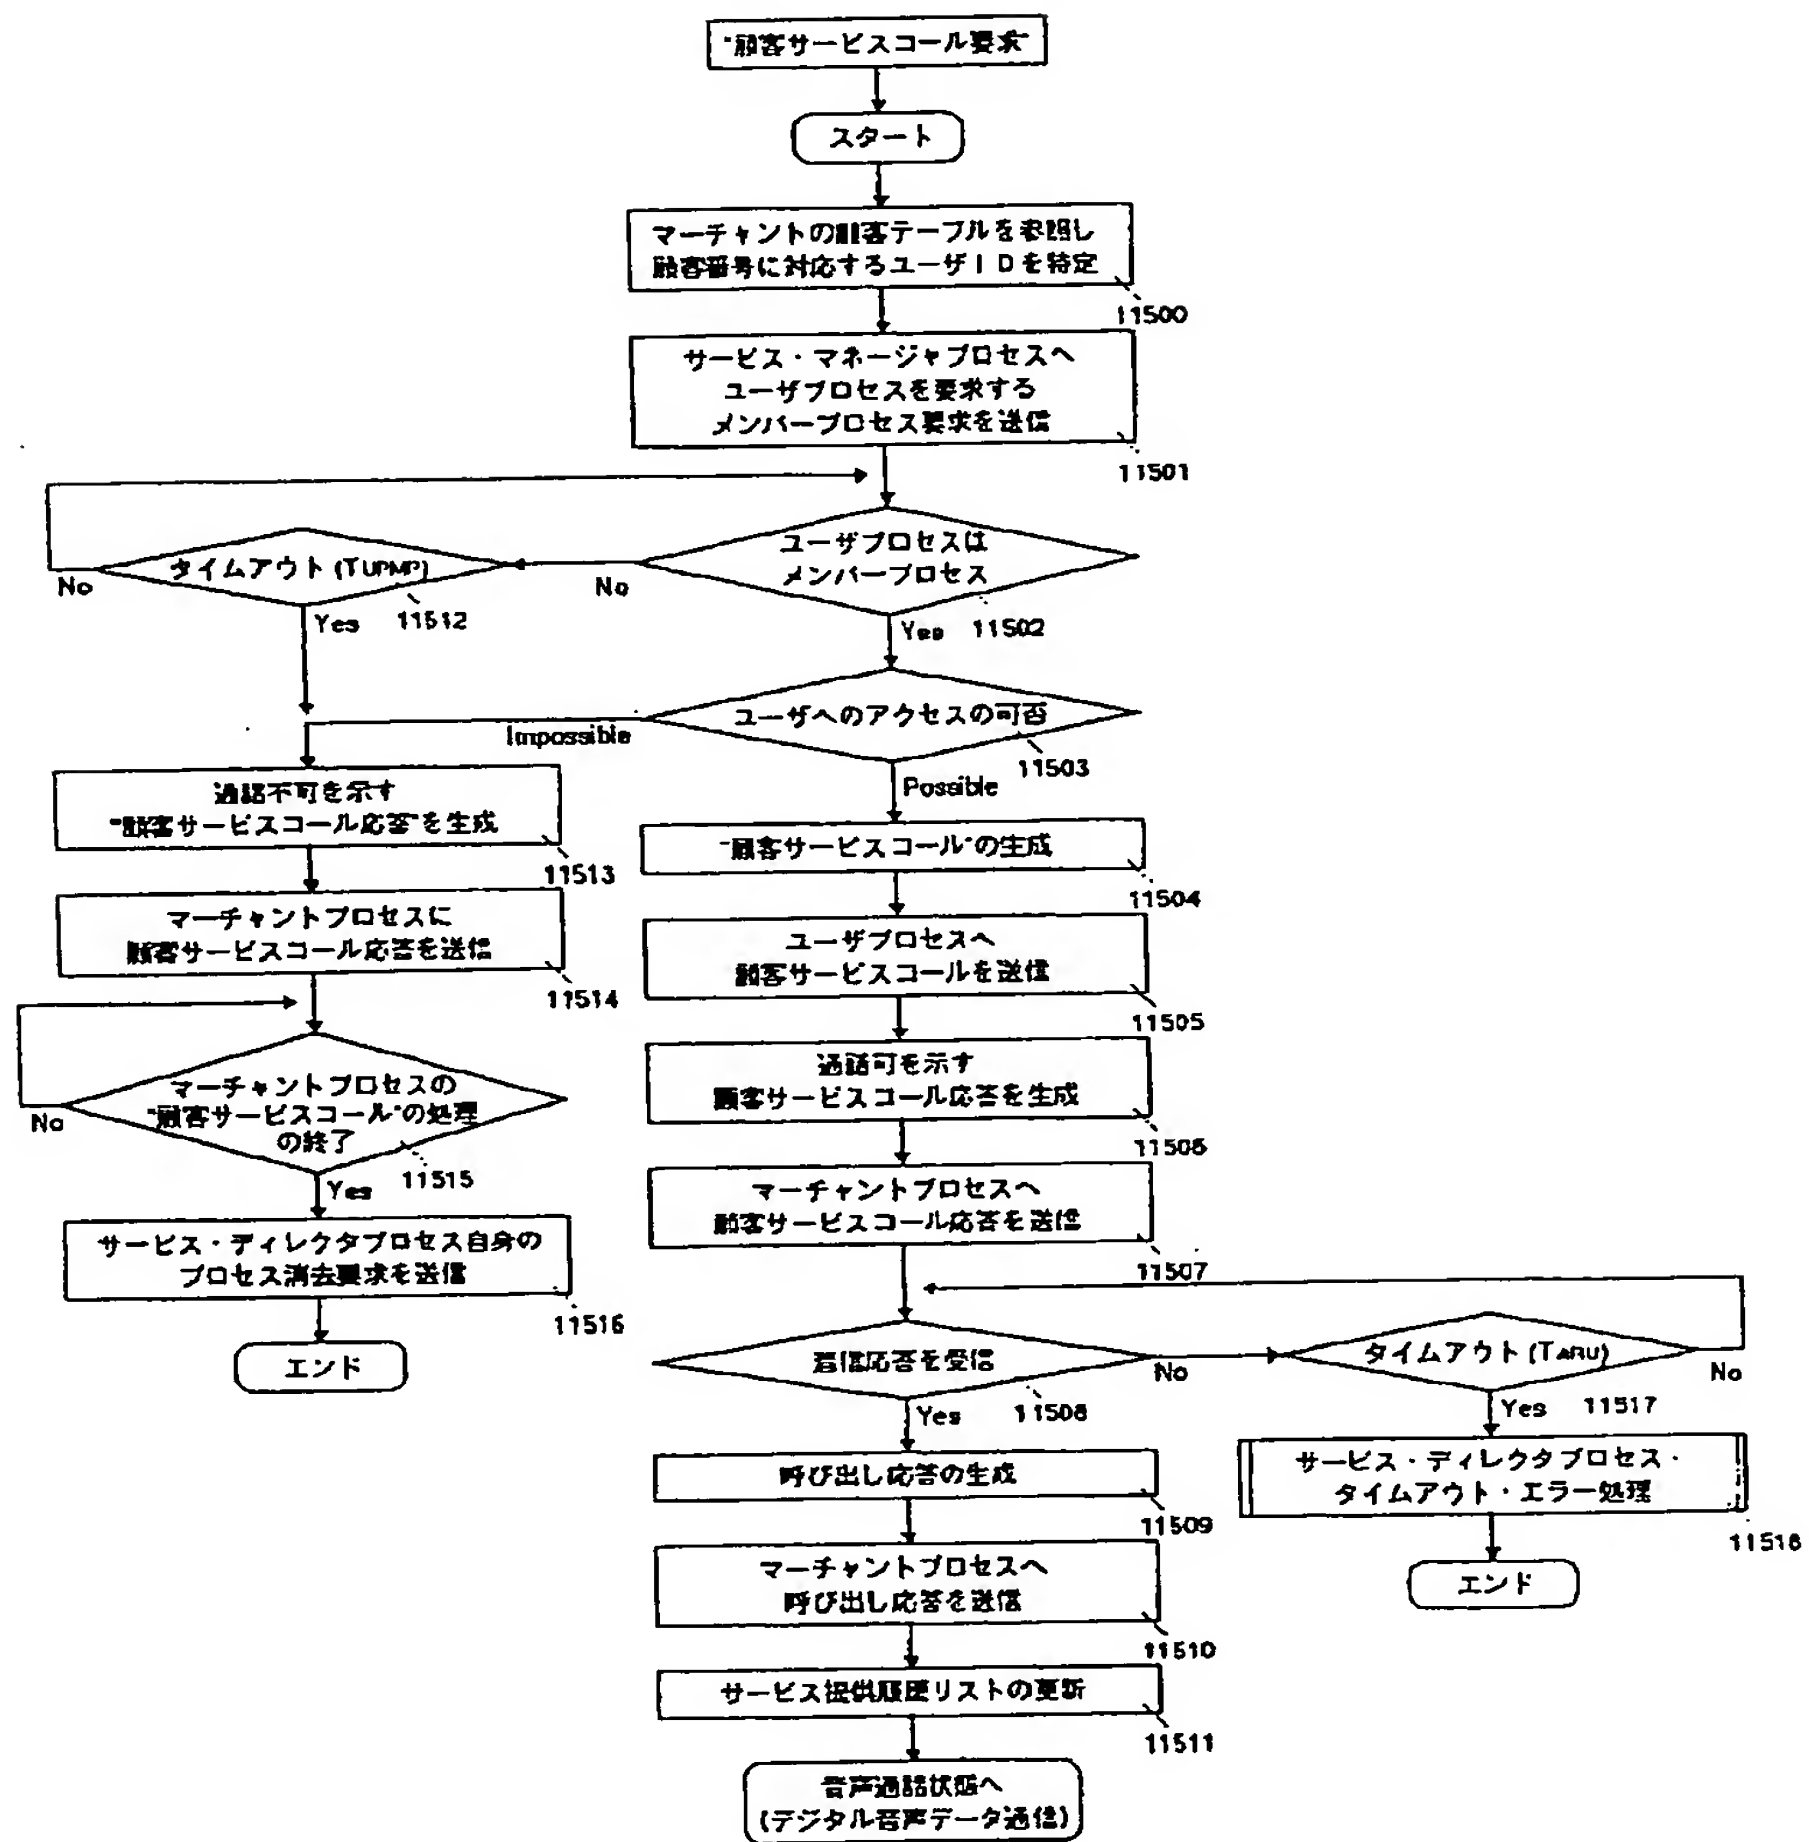 "顧客サービスコール要求"
スタート
マーチャントの顧客テーブルを参照し
顧客番号に対応するユーザIDを特定
11500
サービス・マネージャプロセスへ
ユーザプロセスを要求する
メンバープロセス要求を送信
11501
ユーザプロセスは
メンバープロセス
No
Yes 11502
タイムアウト(TUPMP)
No
Yes 11512
ユーザへのアクセスの可否
Impossible
11503
Possible
通話不可を示す
"顧客サービスコール応答"を生成
11513
マーチャントプロセスに
顧客サービスコール応答を送信
11514
マーチャントプロセスの
"顧客サービスコール"の処理
の終了
No
Yes 11515
サービス・ディレクタプロセス自身の
プロセス消去要求を送信
11516
エンド
"顧客サービスコール"の生成
11504
ユーザプロセスへ
顧客サービスコールを送信
11505
通話可を示す
顧客サービスコール応答を生成
11506
マーチャントプロセスへ
顧客サービスコール応答を送信
11507
着信応答を受信
No
Yes 11508
タイムアウト(TARU)
No
Yes 11517
サービス・ディレクタプロセス・
タイムアウト・エラー処理
11518
エンド
呼び出し応答の生成
11509
マーチャントプロセスへ
呼び出し応答を送信
11510
サービス提供履歴リストの更新
11511
音声通話状態へ
(デジタル音声データ通信)